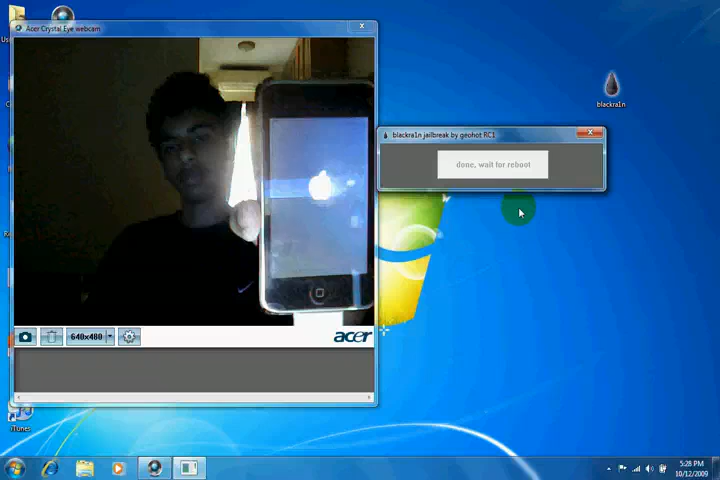 Acer Crystal Eye webcam
blackra1n
blackra1n jailbreak by geohot RC1
done, wait for reboot
640x480
acer
iTunes
5:28 PM
10/12/2009